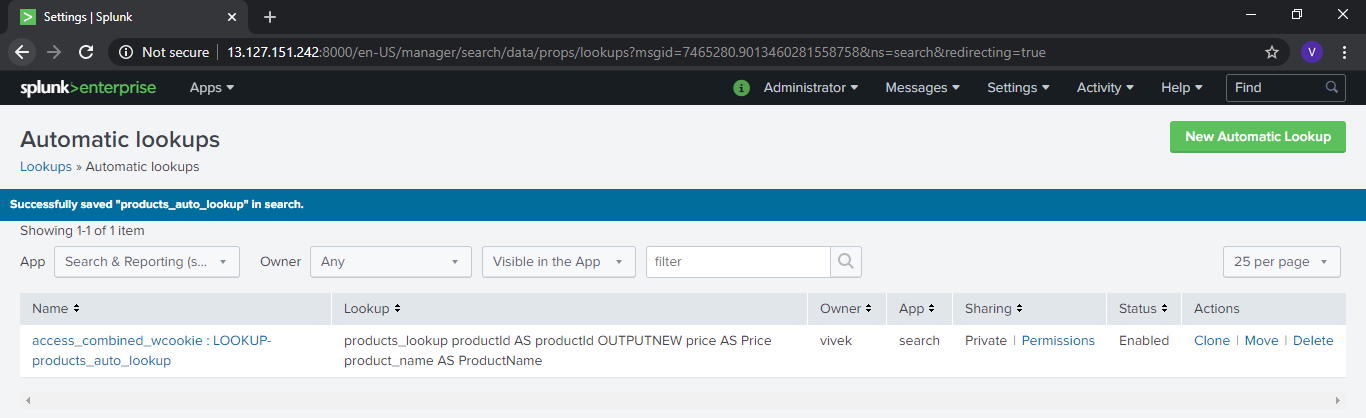 Settings | Splunk
Not secure | 13.127.151.242:8000/en-US/manager/search/data/props/lookups?msgid=7465280.90134602815587588&ns=search&redirecting=true
V
splunk>enterprise Apps i Administrator Messages Settings Activity Help Find
Automatic lookups
New Automatic Lookup
Lookups » Automatic lookups
Successfully saved "products_auto_lookup" in search.
Showing 1-1 of 1 item
App Search & Reporting (s... Owner Any Visible in the App filter 25 per page
Name Lookup Owner App Sharing Status Actions
access_combined_wcookie : LOOKUP- products_lookup productId AS productId OUTPUTNEW price AS Price vivek search Private | Permissions Enabled Clone | Move | Delete
products_auto_lookup product_name AS ProductName